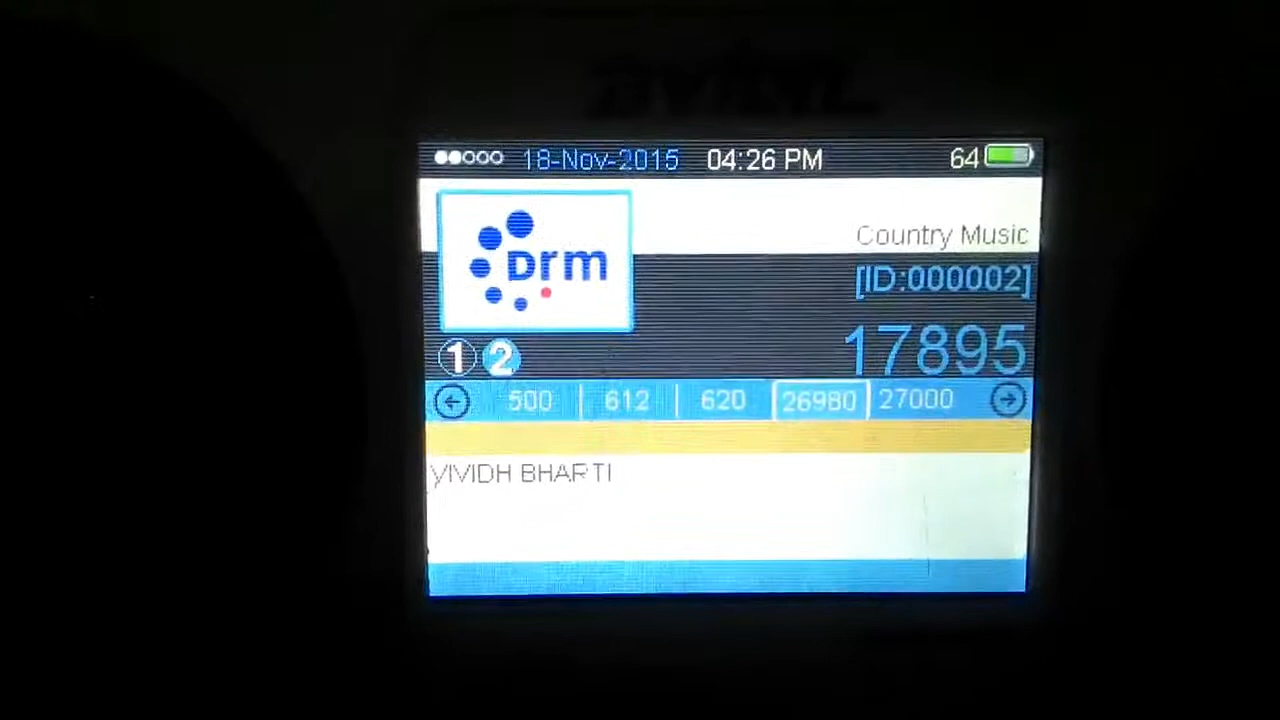 18-Nov-2015 04:26 PM 64
Country Music
Drm
[ID:000002]
1 2 17895
500 612 620 26980 27000
VIVIDH BHARTI